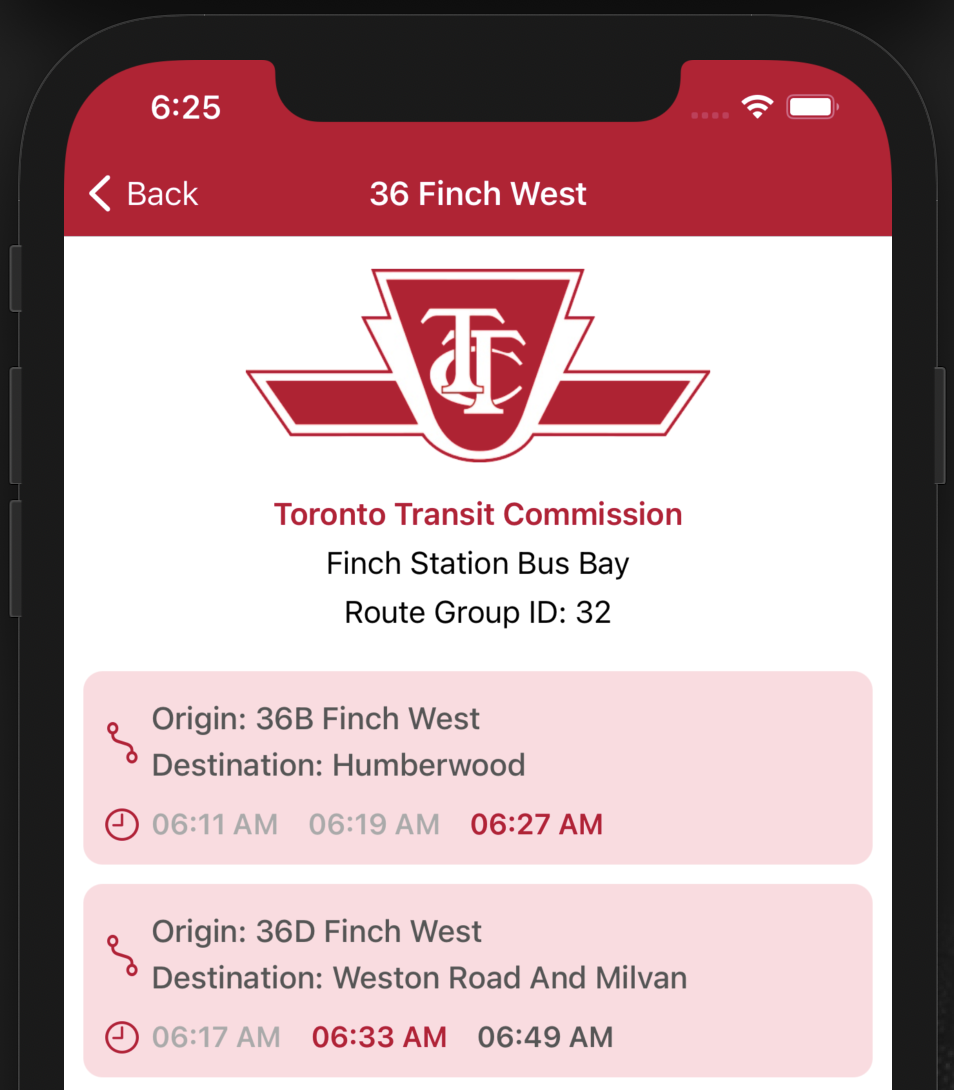 6:25
Back
36 Finch West
TTC
Toronto Transit Commission
Finch Station Bus Bay
Route Group ID: 32
Origin: 36B Finch West
Destination: Humberwood
06:11 AM 06:19 AM 06:27 AM
Origin: 36D Finch West
Destination: Weston Road And Milvan
06:17 AM 06:33 AM 06:49 AM